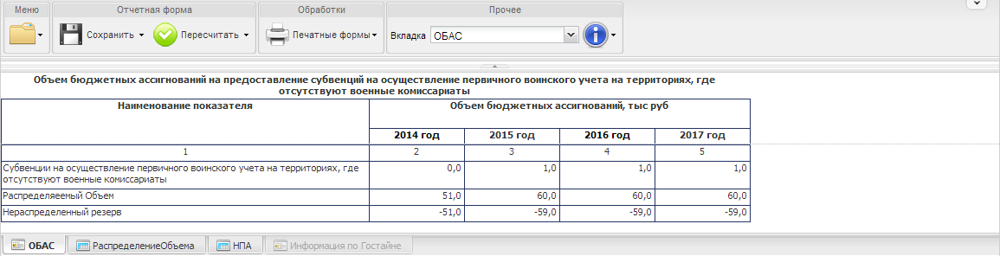 Меню
Отчетная форма
Обработки
Прочее
Сохранить
Пересчитать
Печатные формы
Вкладка ОБАС
Объем бюджетных ассигнований на предоставление субвенций на осуществление первичного воинского учета на территориях, где
отсутствуют военные комиссариаты
Наименование показателя
Объем бюджетных ассигнований, тыс руб
2014 год 2015 год 2016 год 2017 год
1 2 3 4 5
Субвенции на осуществление первичного воинского учета на территориях, где 0,0 1,0 1,0 1,0
отсутствуют военные комиссариаты
Распределяеемый Объем 51,0 60,0 60,0 60,0
Нераспределенный резерв -51,0 -59,0 -59,0 -59,0
ОБАС РаспределениеОбъема НПА Информация по Гостайне